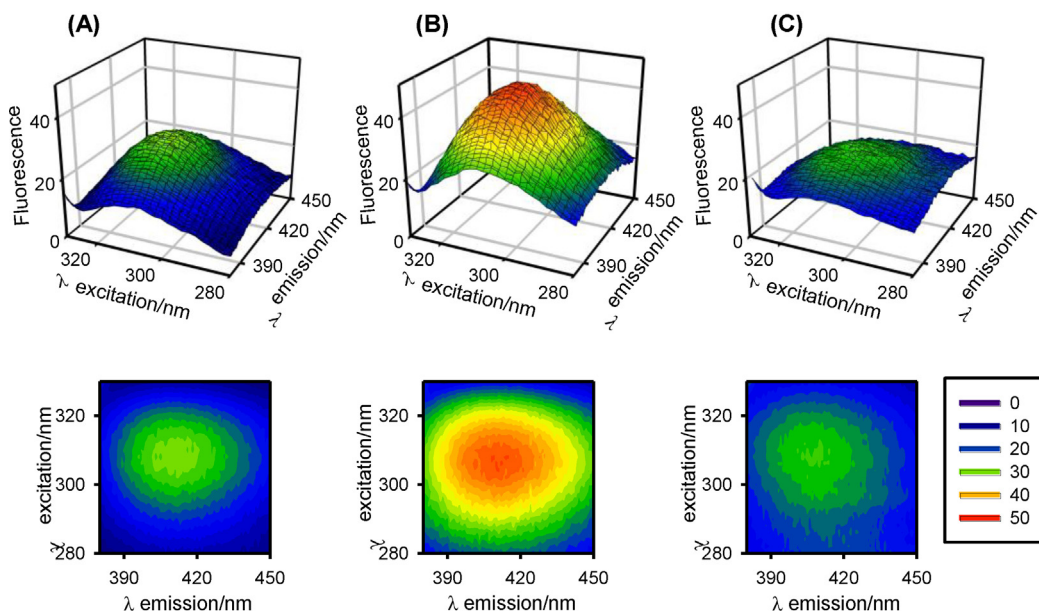 (A)
(B)
(C)
Fluorescence
40
20
0
320
300
280
λ excitation/nm
390
420
450
λ emission/nm
Fluorescence
40
20
0
320
300
280
λ excitation/nm
390
420
450
λ emission/nm
Fluorescence
40
20
0
320
300
280
λ excitation/nm
390
420
450
λ emission/nm
λ excitation/nm
320
300
280
390 420 450
λ emission/nm
λ excitation/nm
320
300
280
390 420 450
λ emission/nm
λ excitation/nm
320
300
280
390 420 450
λ emission/nm
0
10
20
30
40
50